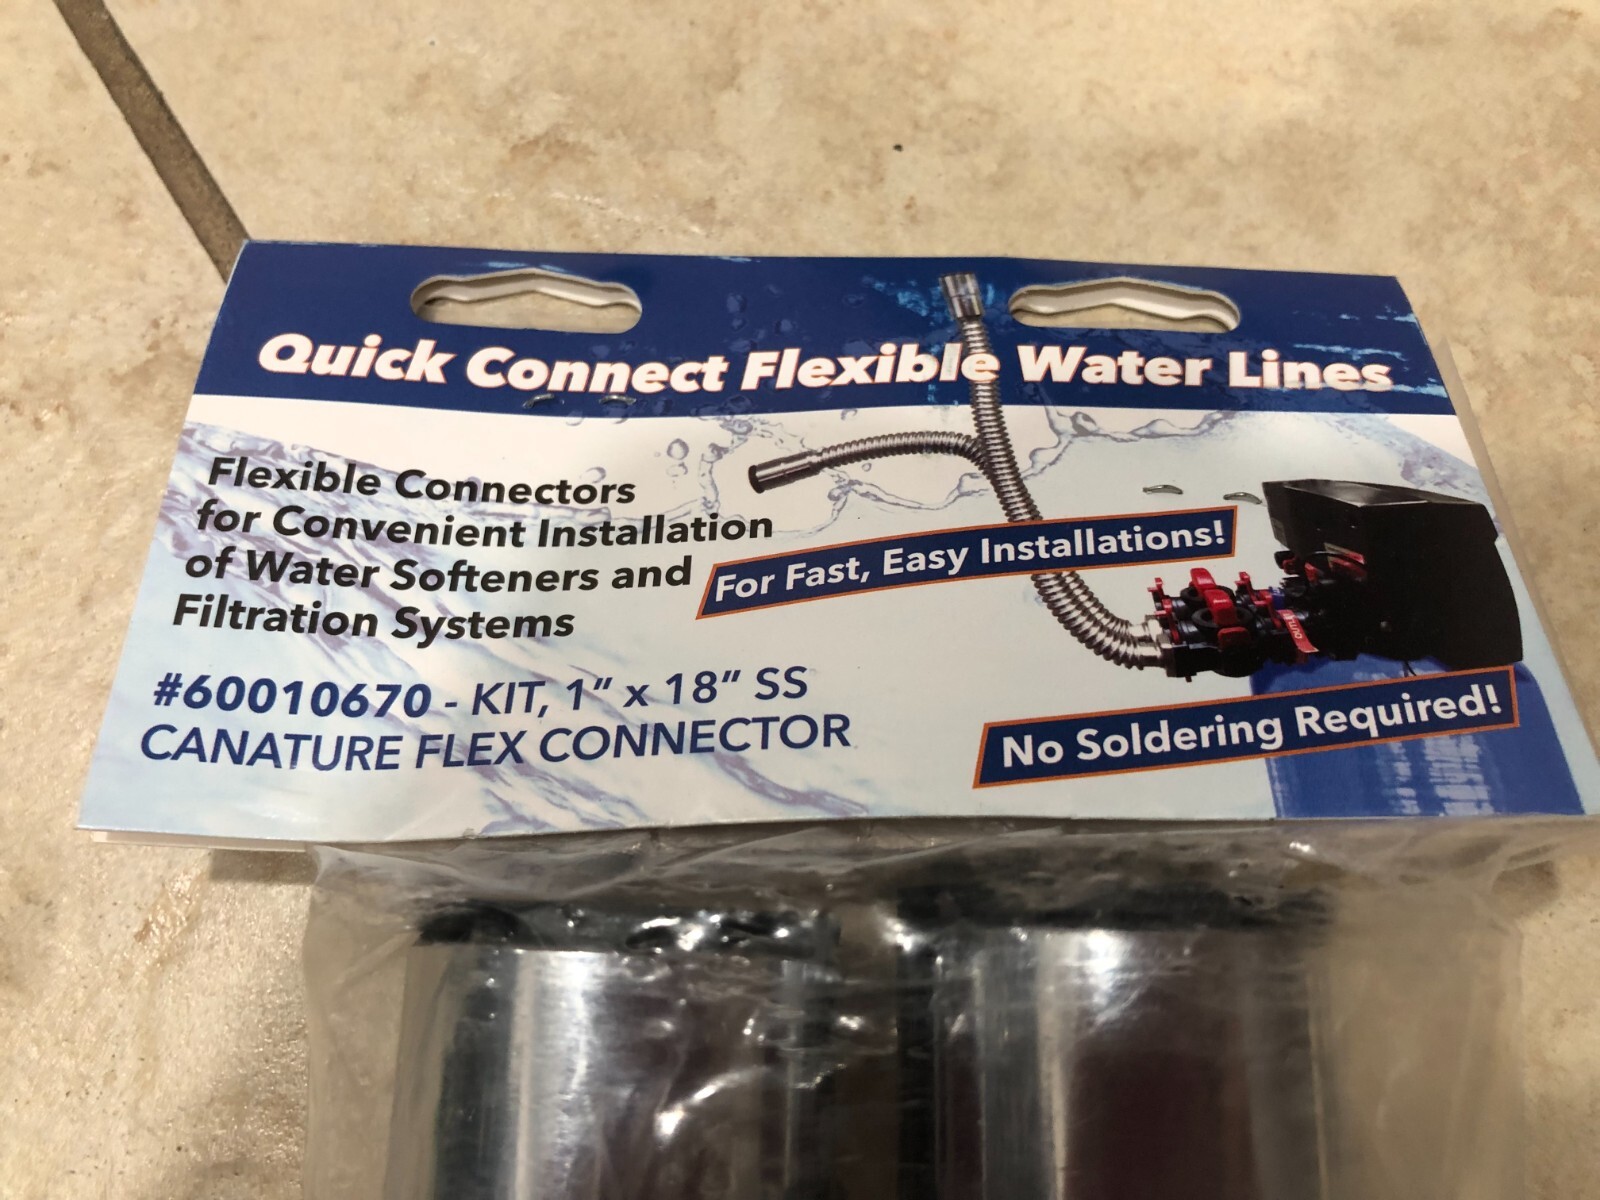 Quick Connect Flexible Water Lines
Flexible Connectors
for Convenient Installation
of Water Softeners and
Filtration Systems
For Fast, Easy Installations!
#60010670 - KIT, 1" x 18" SS
CANATURE FLEX CONNECTOR
No Soldering Required!